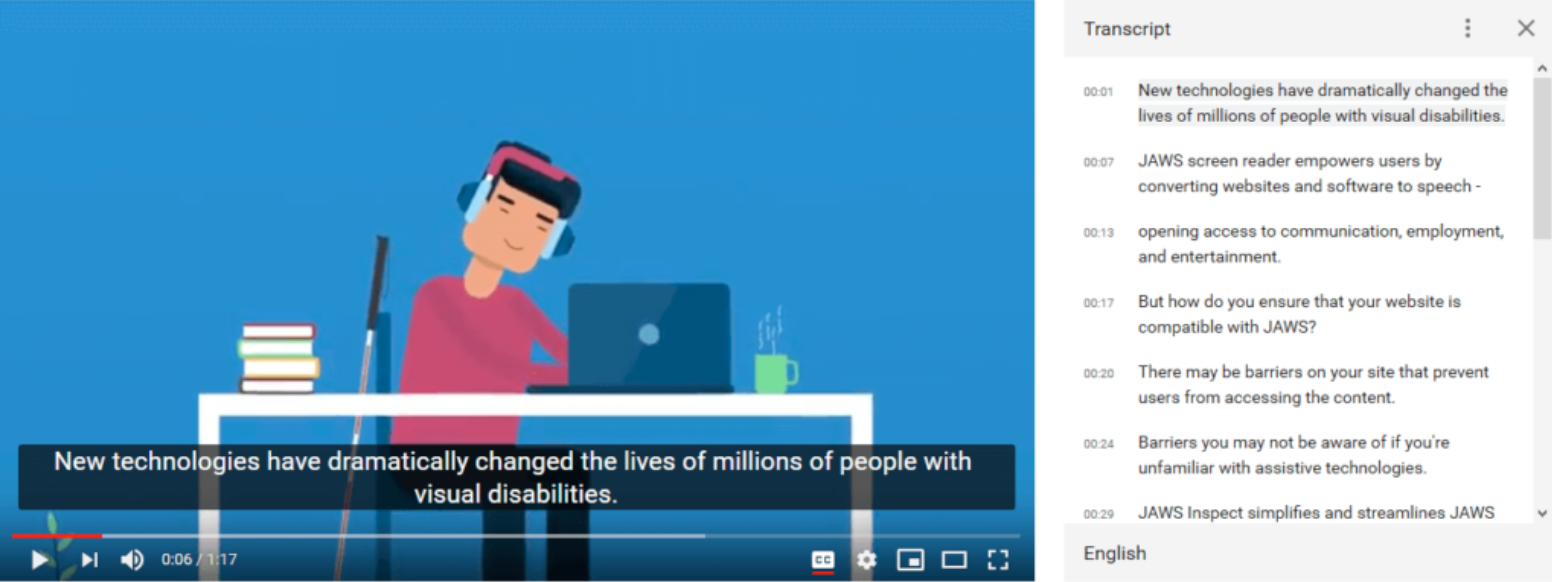 New technologies have dramatically changed the lives of millions of people with
visual disabilities.
0:06 / 1:17
CC
Transcript
00:01
New technologies have dramatically changed the
lives of millions of people with visual disabilities.
00:07
JAWS screen reader empowers users by
converting websites and software to speech -
00:13
opening access to communication, employment,
and entertainment.
00:17
But how do you ensure that your website is
compatible with JAWS?
00:20
There may be barriers on your site that prevent
users from accessing the content.
00:24
Barriers you may not be aware of if you're
unfamiliar with assistive technologies.
00:29
JAWS Inspect simplifies and streamlines JAWS
English